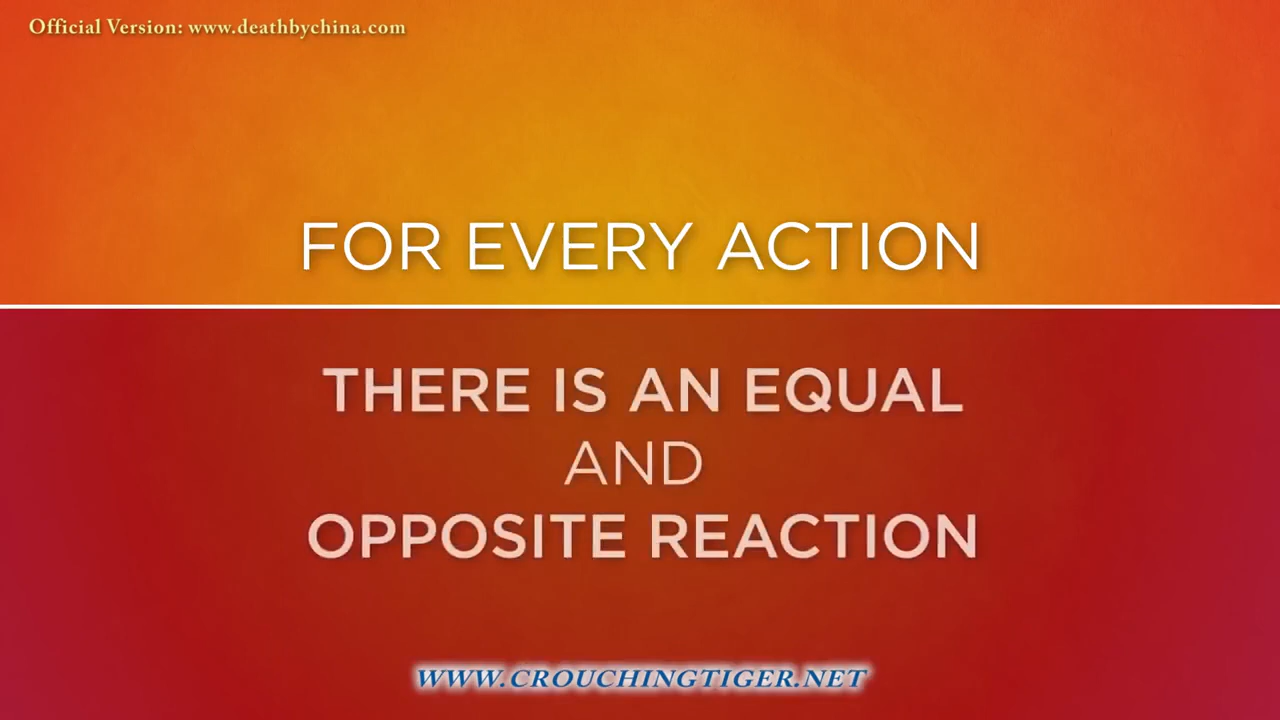 Official Version: www.deathbychina.com
FOR EVERY ACTION
THERE IS AN EQUAL
AND
OPPOSITE REACTION
WWW.CROUCHINGTIGER.NET